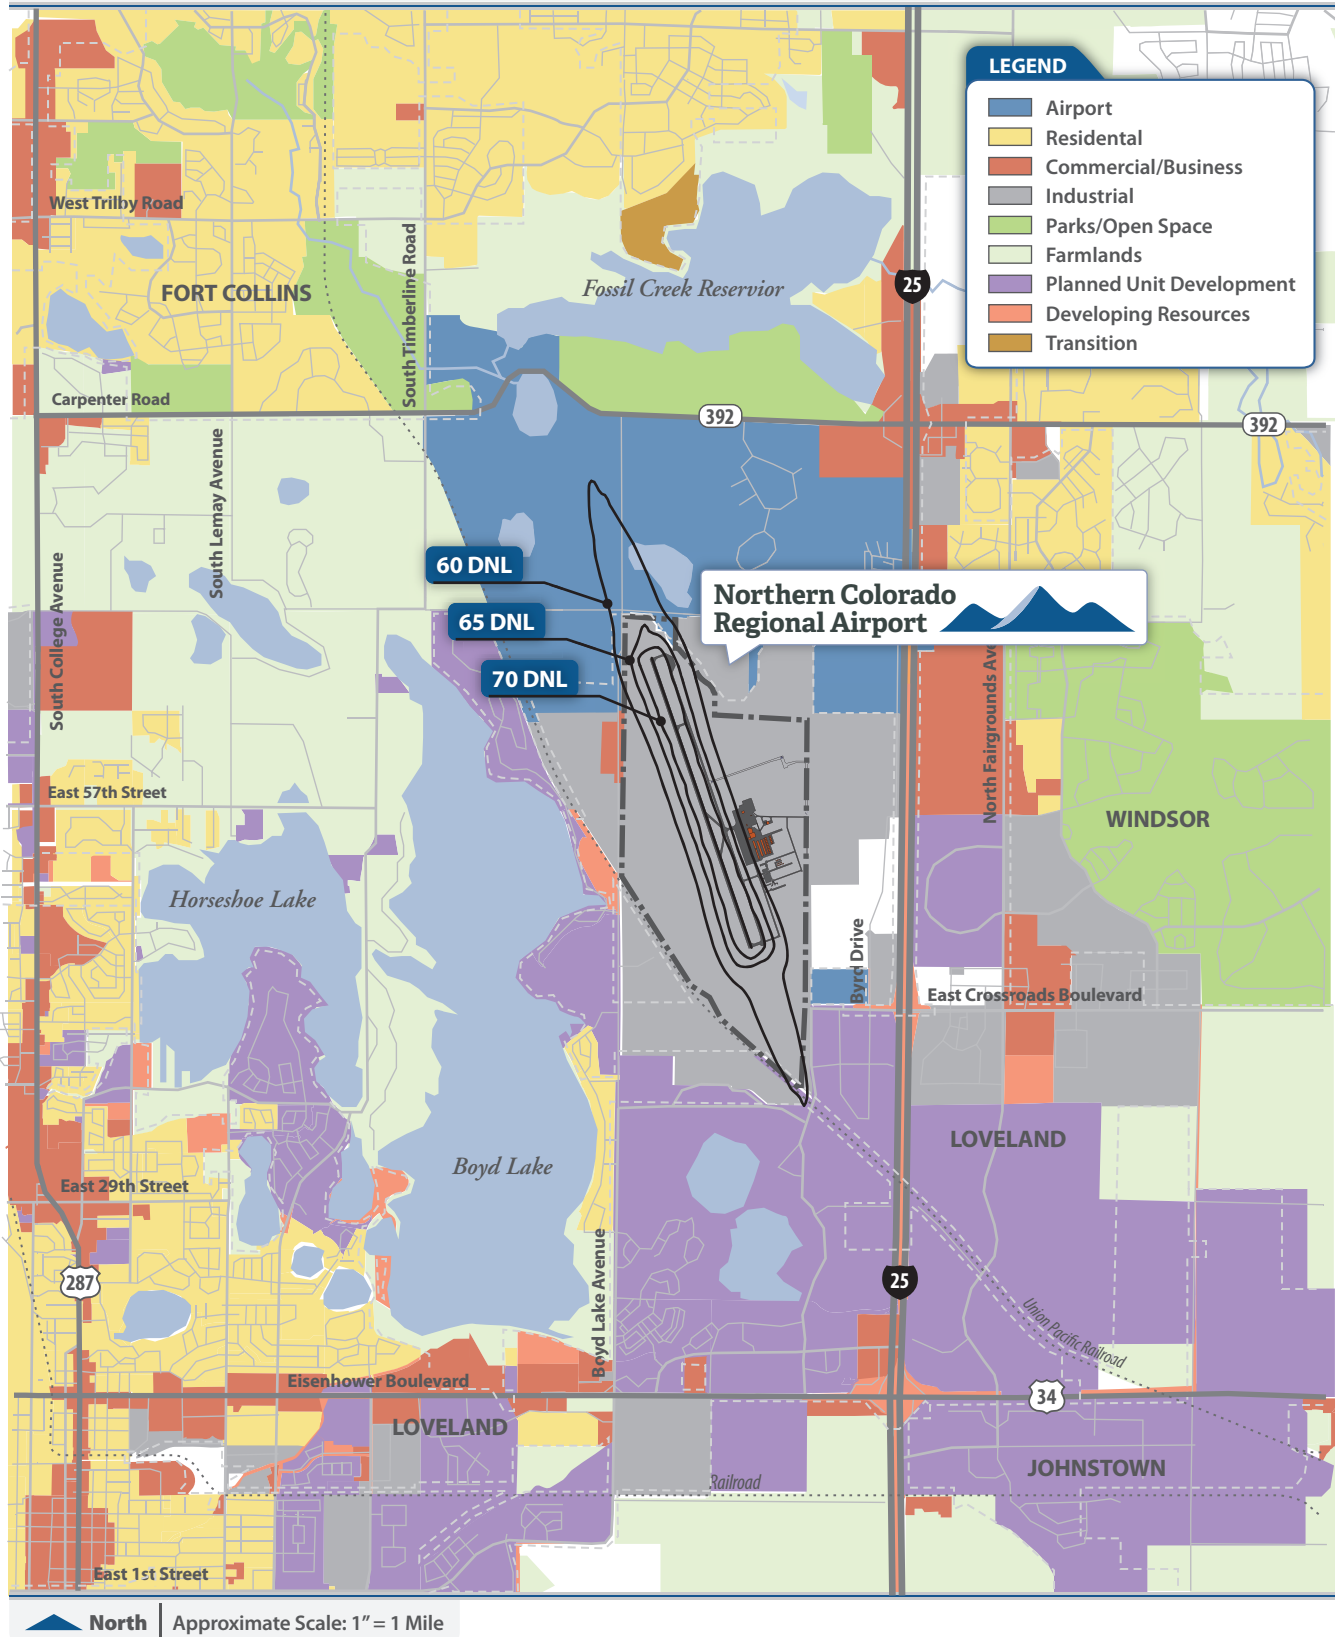 LEGEND
Airport
Residental
Commercial/Business
Industrial
Parks/Open Space
Farmlands
Planned Unit Development
Developing Resources
Transition
West Trilby Road
FORT COLLINS
South Timberline Road
Fossil Creek Reservior
25
Carpenter Road
392
392
South Lemay Avenue
South College Avenue
60 DNL
65 DNL
70 DNL
Northern Colorado
Regional Airport
North Fairgrounds Ave
East 57th Street
WINDSOR
Horseshoe Lake
Byrd Drive
East Crossroads Boulevard
LOVELAND
Boyd Lake
East 29th Street
Boyd Lake Avenue
287
25
Union Pacific Railroad
Eisenhower Boulevard
34
LOVELAND
JOHNSTOWN
Railroad
East 1st Street
North
Approximate Scale: 1” = 1 Mile